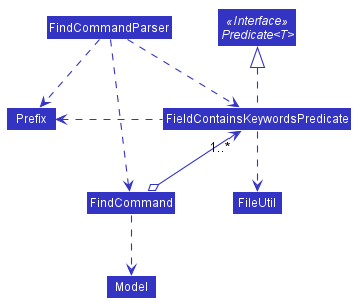 FindCommandParser
«Interface»
Predicate<T>
Prefix
FieldContainsKeywordsPredicate
1..*
FindCommand
FileUtil
Model